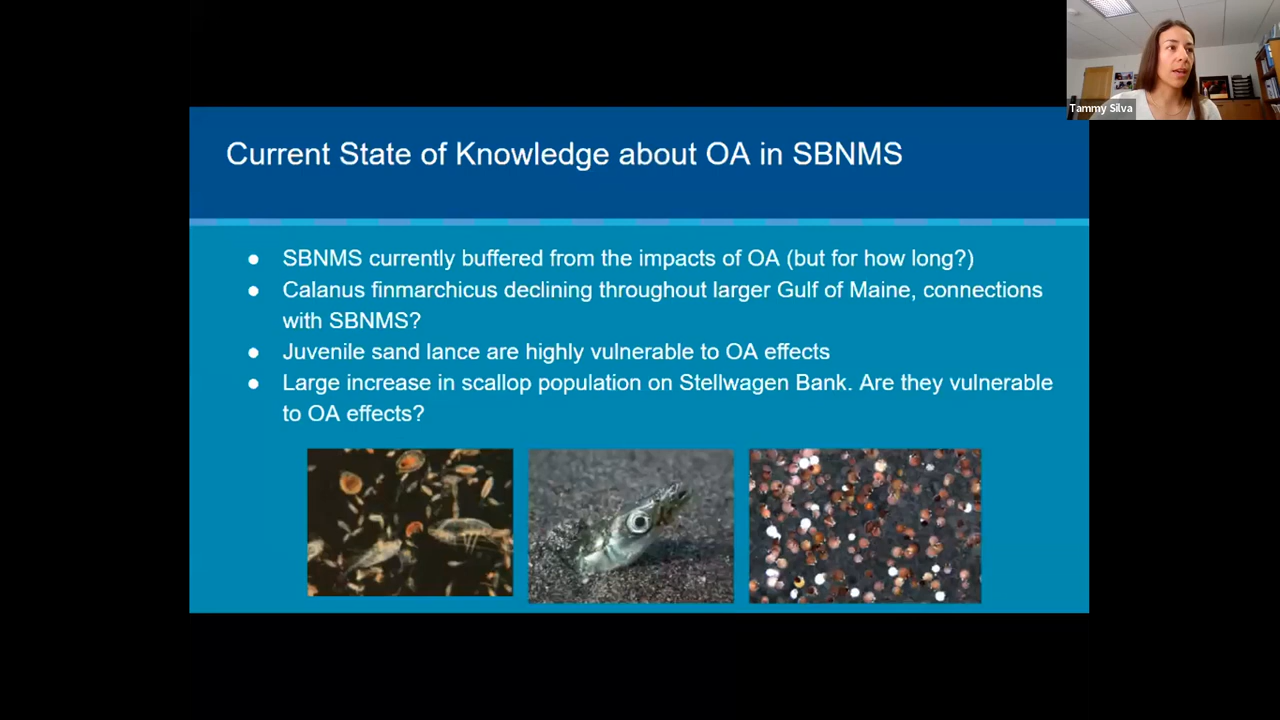 Tammy Silva
Current State of Knowledge about OA in SBNMS
● SBNMS currently buffered from the impacts of OA (but for how long?)
● Calanus finmarchicus declining throughout larger Gulf of Maine, connections
with SBNMS?
● Juvenile sand lance are highly vulnerable to OA effects
● Large increase in scallop population on Stellwagen Bank. Are they vulnerable
to OA effects?